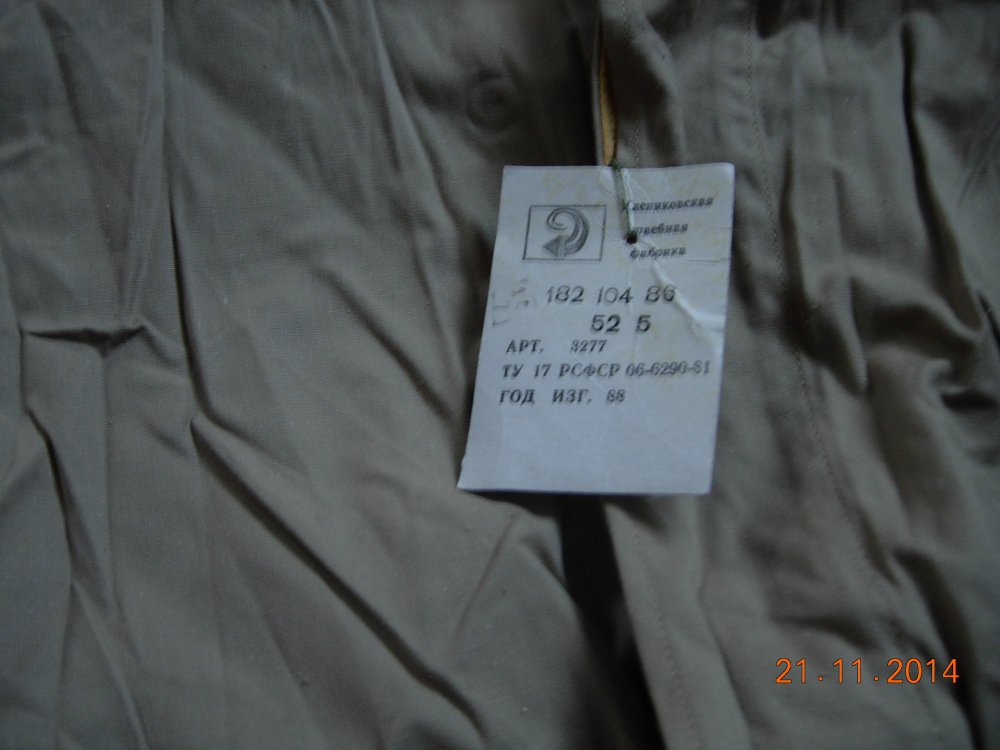 Клепиковская
швейная
фабрика
182 104 86
52 5
АРТ. 3277
ТУ 17 РСФСР 06-6290-81
ГОД ИЗГ. 88
21.11.2014